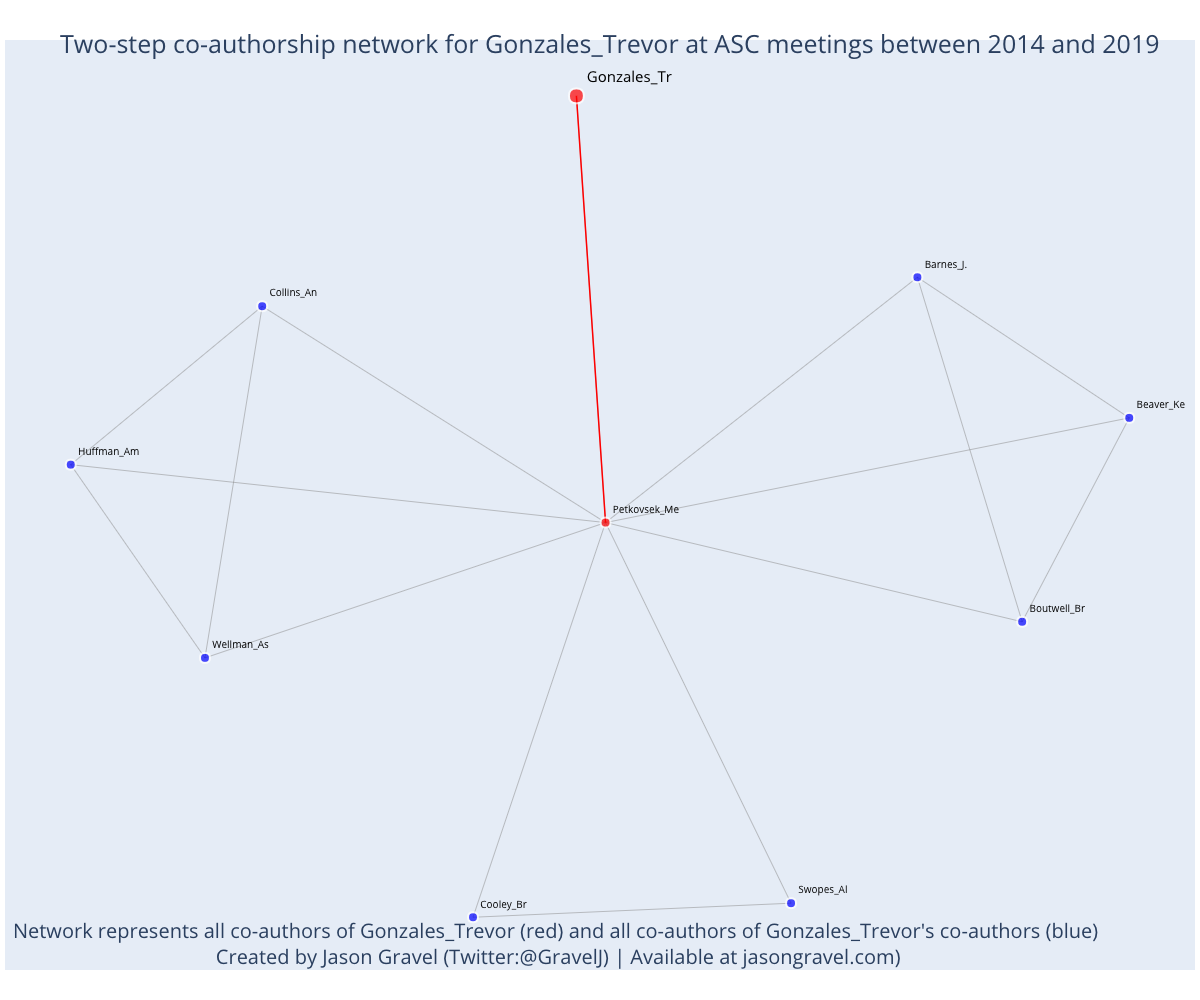 Two-step co-authorship network for Gonzales_Trevor at ASC meetings between 2014 and 2019
Gonzales_Tr
Barnes_J.
Collins_An
Beaver_Ke
Huffman_Am
Petkovsek_Me
Boutwell_Br
Wellman_As
Swopes_Al
Cooley_Br
Network represents all co-authors of Gonzales_Trevor (red) and all co-authors of Gonzales_Trevor's co-authors (blue)
Created by Jason Gravel (Twitter:@GravelJ) | Available at jasongravel.com)